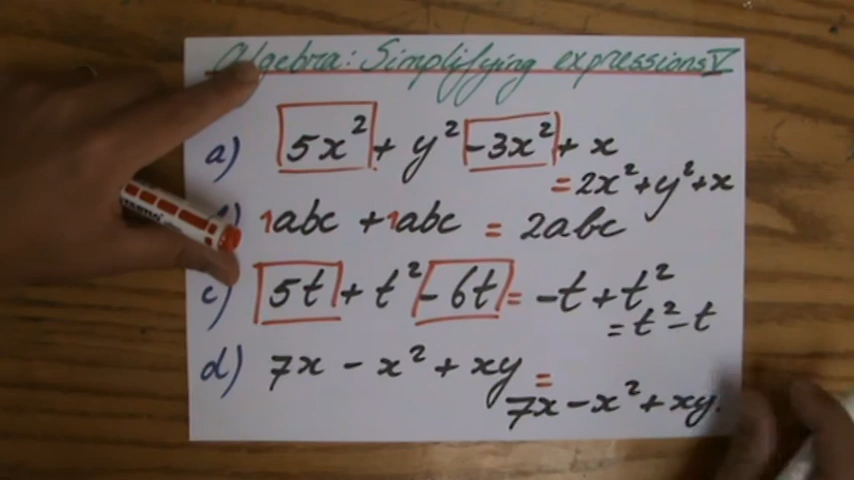 Algebra: Simplifying expressions V
a) 5x² + y² - 3x² + x
= 2x² + y² + x
1abc + 1abc = 2abc
c) 5t + t² - 6t = -t + t²
= t² - t
d) 7x - x² + xy =
7x - x² + xy.